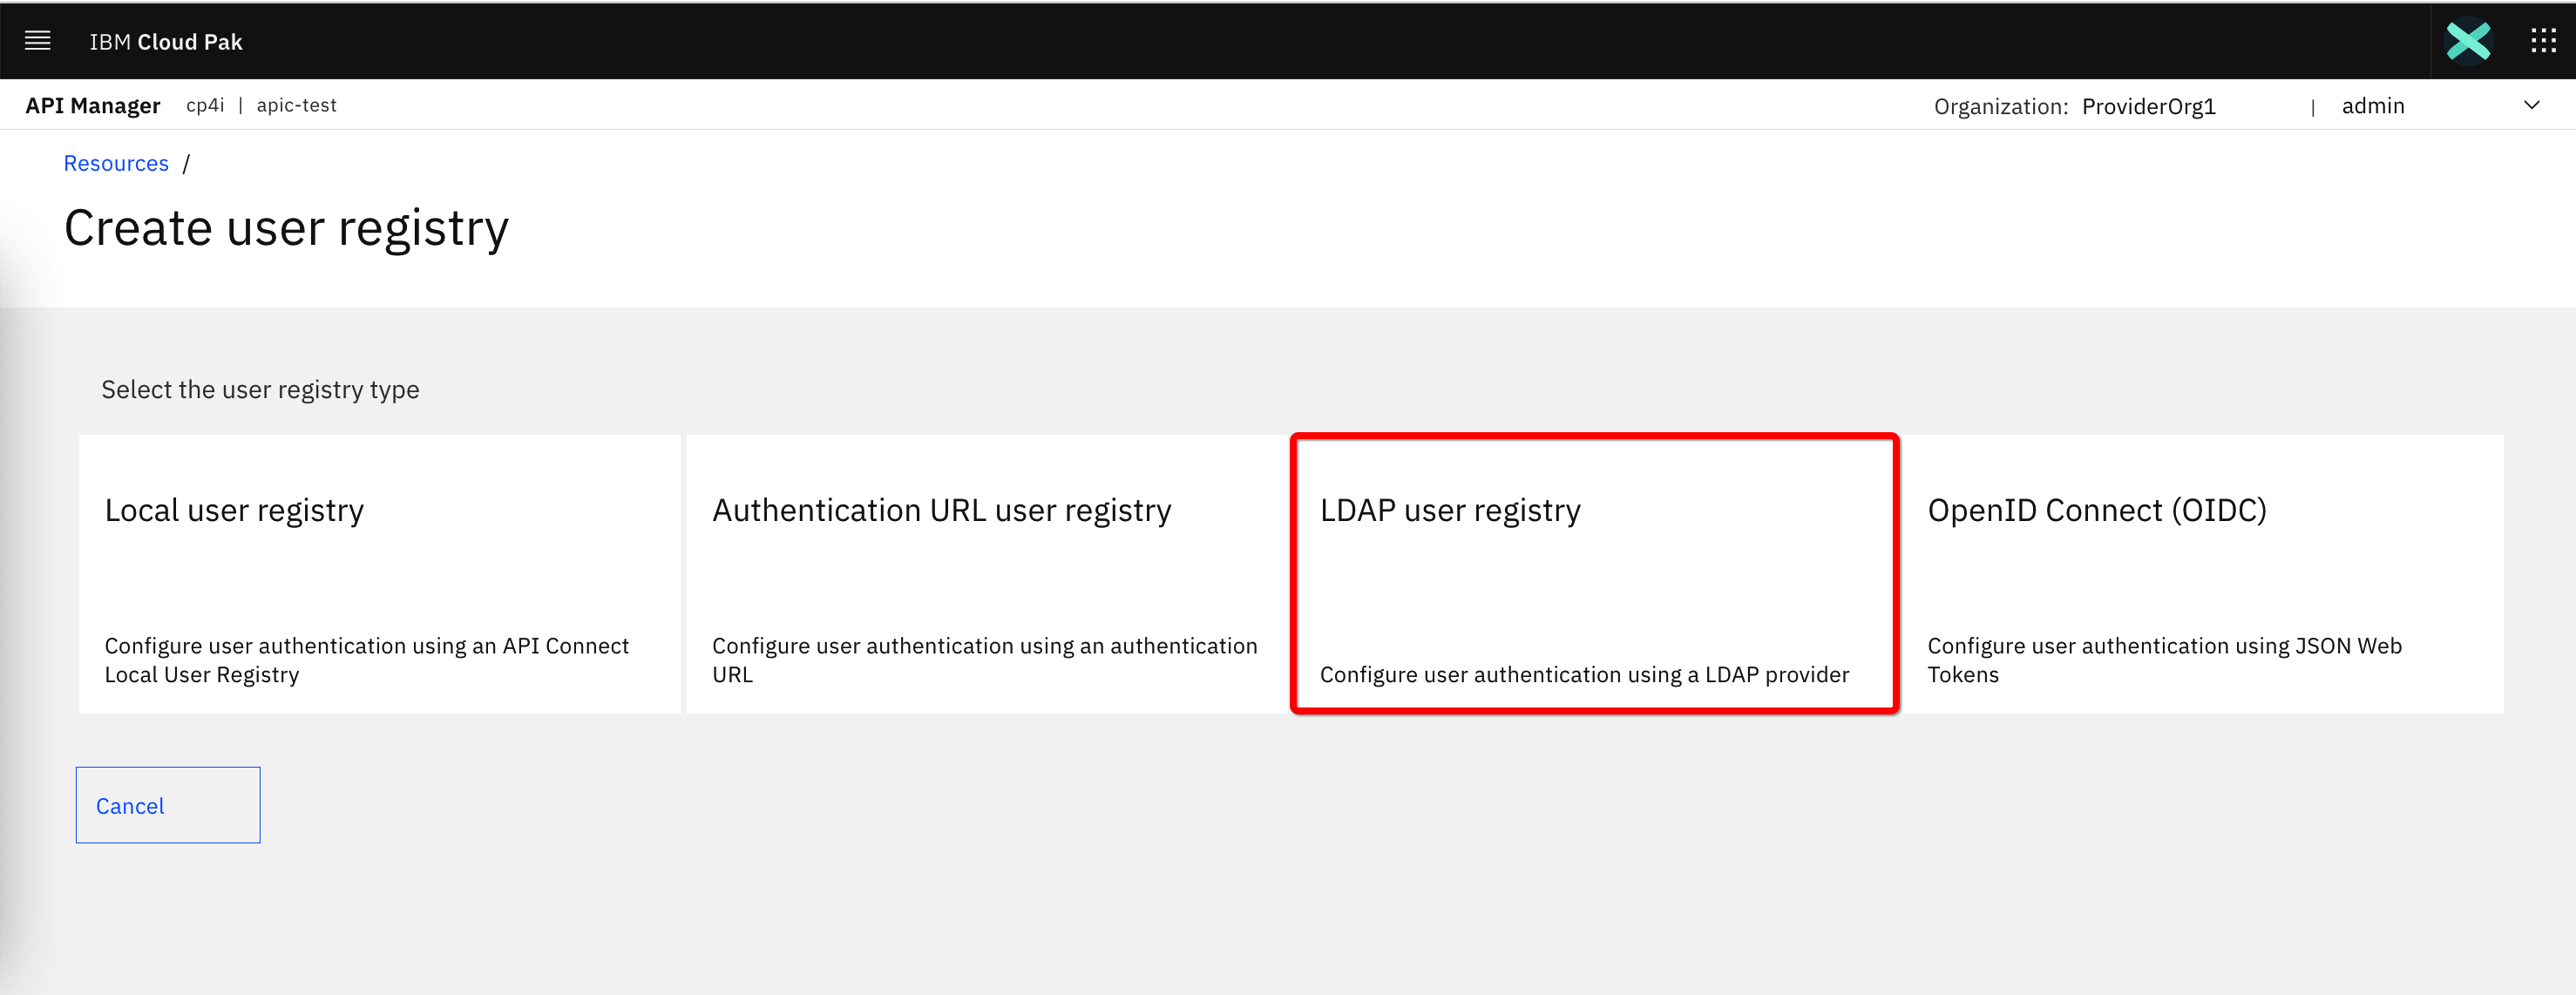 IBM Cloud Pak
API Manager cp4i | apic-test Organization: ProviderOrg1 | admin
Resources /
Create user registry
Select the user registry type
Local user registry
Configure user authentication using an API Connect
Local User Registry
Authentication URL user registry
Configure user authentication using an authentication
URL
LDAP user registry
Configure user authentication using a LDAP provider
OpenID Connect (OIDC)
Configure user authentication using JSON Web
Tokens
Cancel